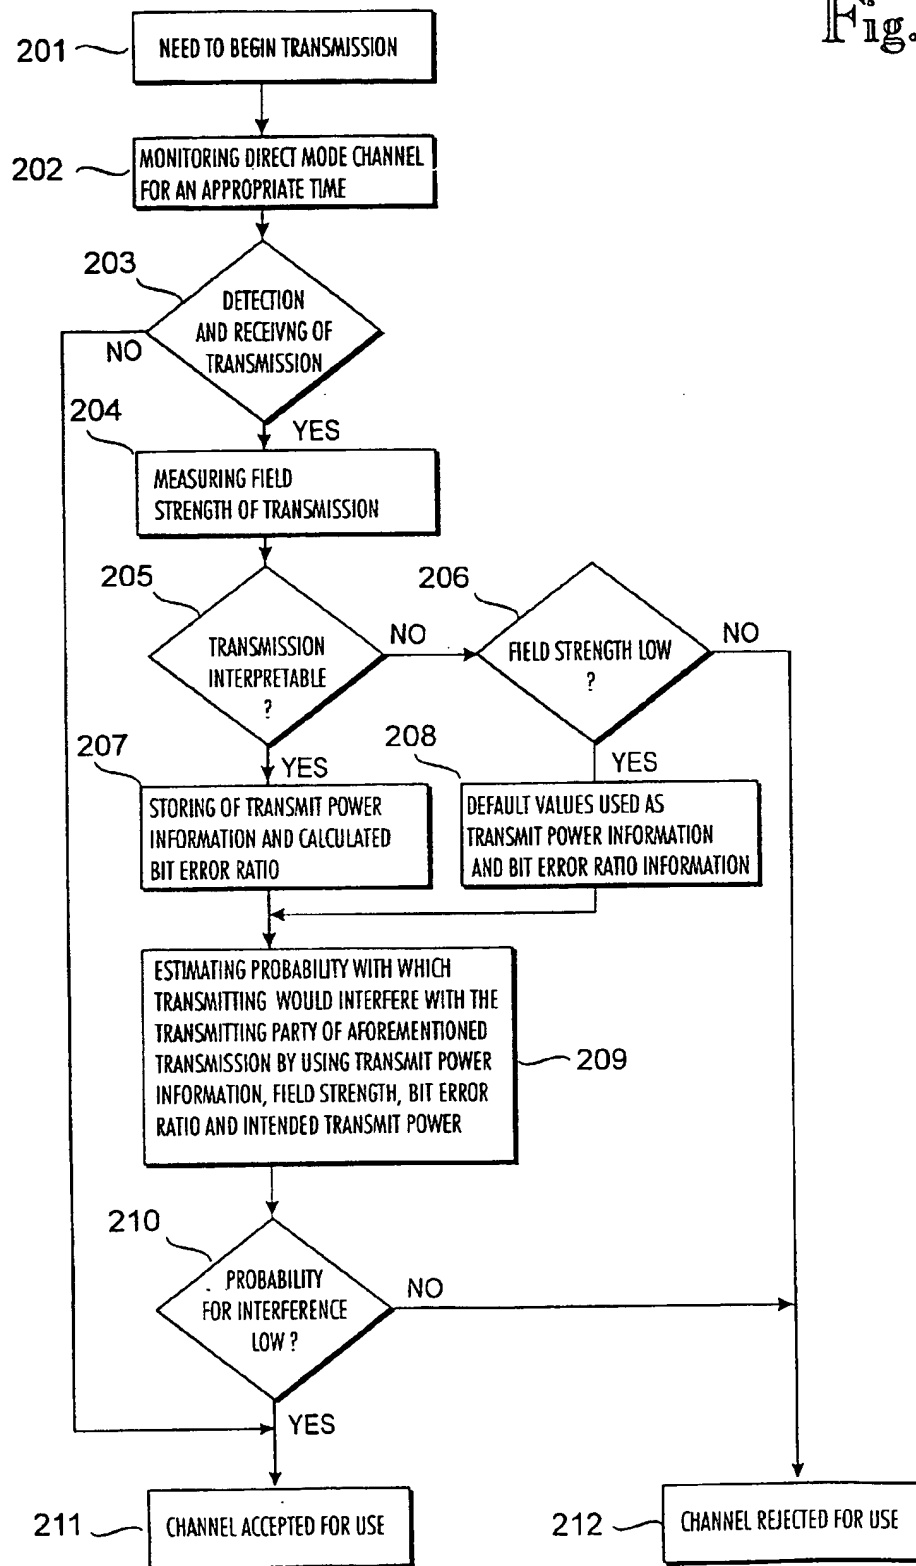 Fig.
201
NEED TO BEGIN TRANSMISSION
202
MONITORING DIRECT MODE CHANNEL
FOR AN APPROPRIATE TIME
203
DETECTION
AND RECEIVNG OF
TRANSMISSION
NO
YES
204
MEASURING FIELD
STRENGTH OF TRANSMISSION
205
TRANSMISSION
INTERPRETABLE
?
NO
206
FIELD STRENGTH LOW
?
NO
YES
YES
207
STORING OF TRANSMIT POWER
INFORMATION AND CALCULATED
BIT ERROR RATIO
208
DEFAULT VALUES USED AS
TRANSMIT POWER INFORMATION
AND BIT ERROR RATIO INFORMATION
ESTIMATING PROBABILITY WITH WHICH
TRANSMITTING WOULD INTERFERE WITH THE
TRANSMITTING PARTY OF AFOREMENTIONED
TRANSMISSION BY USING TRANSMIT POWER
INFORMATION, FIELD STRENGTH, BIT ERROR
RATIO AND INTENDED TRANSMIT POWER
209
210
PROBABILITY
FOR INTERFERENCE
LOW ?
NO
YES
211
CHANNEL ACCEPTED FOR USE
212
CHANNEL REJECTED FOR USE